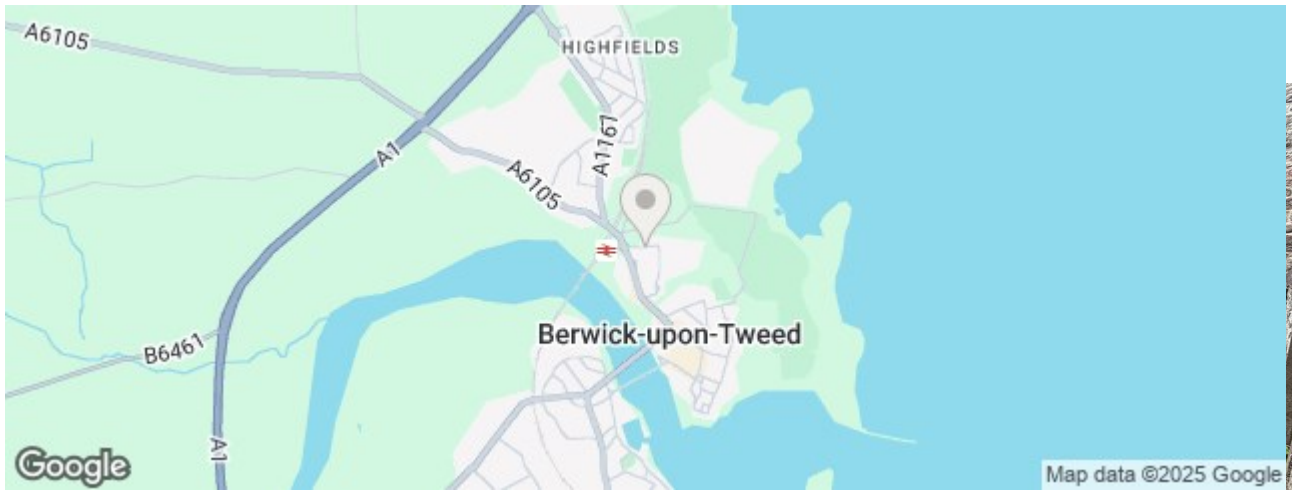 A6105
HIGHFIELDS
A1167
A1
A6105
Berwick-upon-Tweed
B6461
A1
Google
Map data ©2025 Google